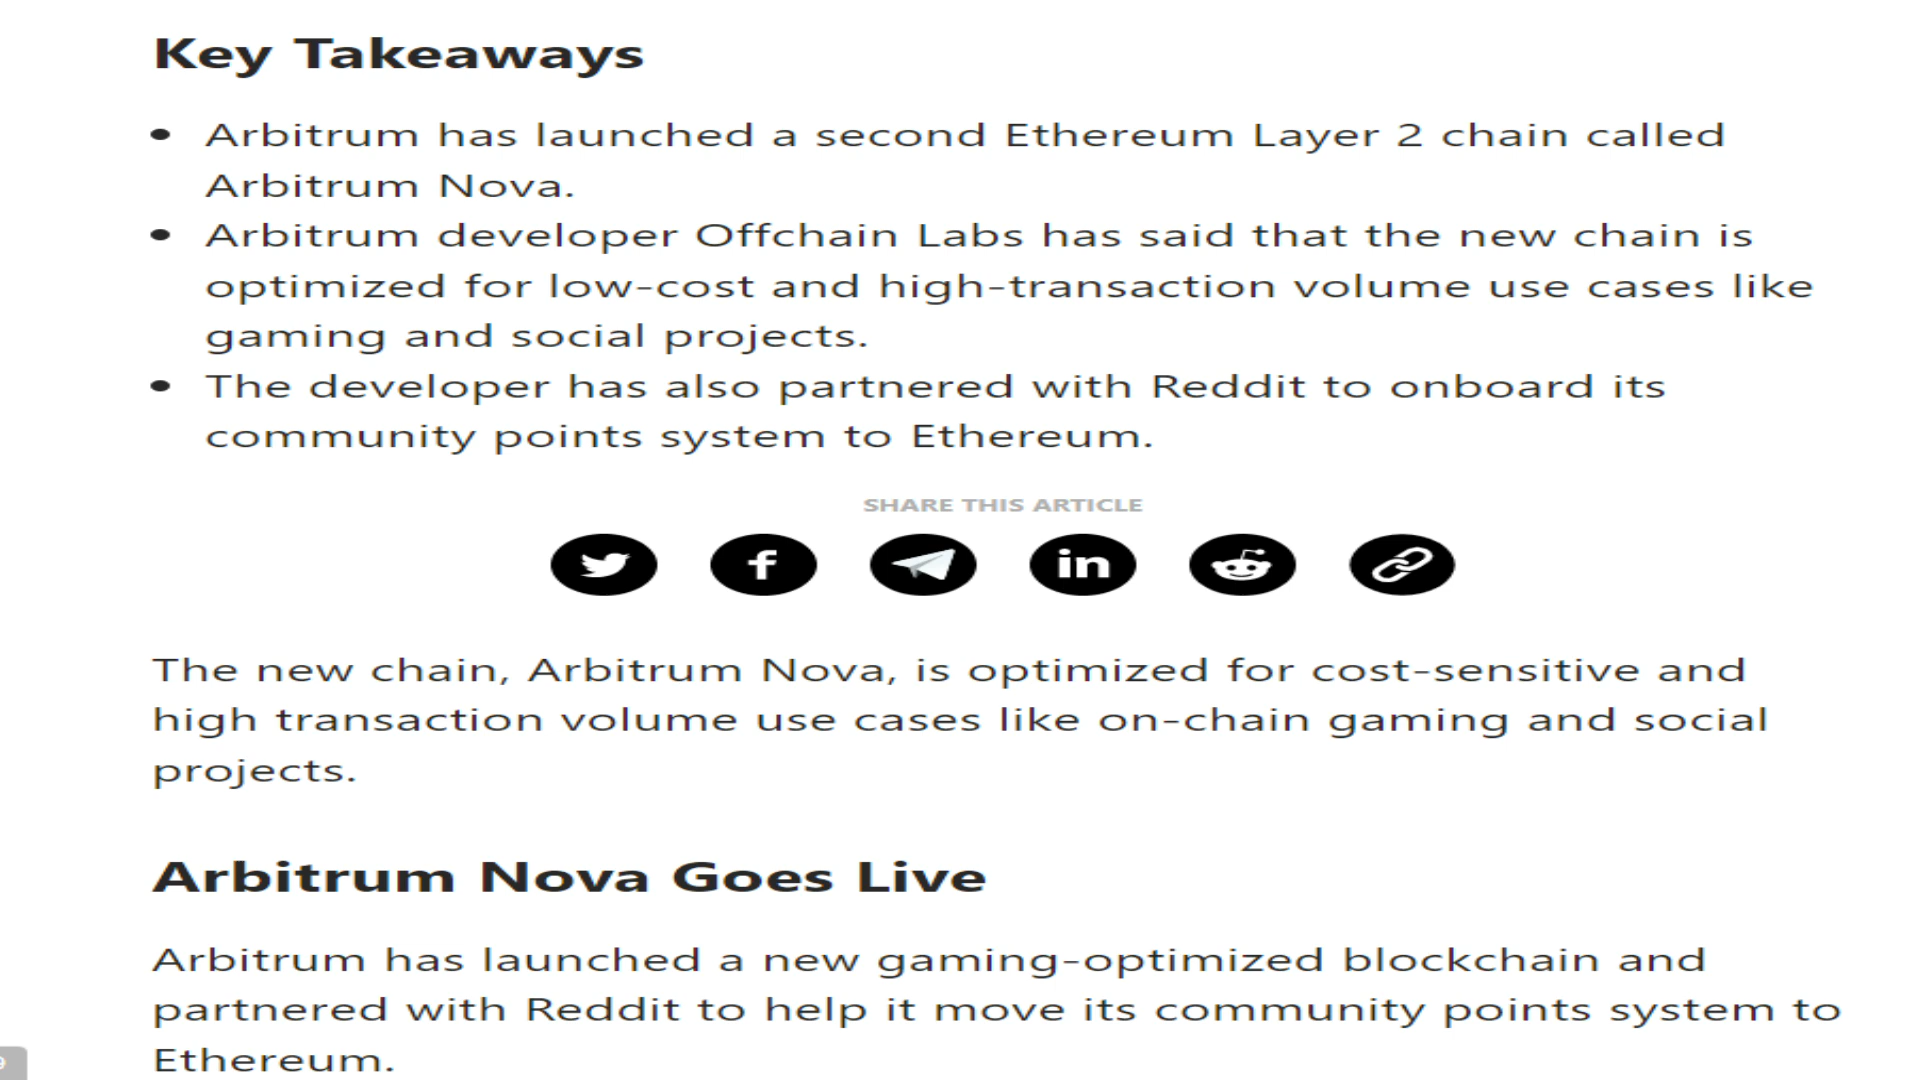 Key Takeaways
• Arbitrum has launched a second Ethereum Layer 2 chain called
Arbitrum Nova.
• Arbitrum developer Offchain Labs has said that the new chain is
optimized for low-cost and high-transaction volume use cases like
gaming and social projects.
• The developer has also partnered with Reddit to onboard its
community points system to Ethereum.
SHARE THIS ARTICLE
The new chain, Arbitrum Nova, is optimized for cost-sensitive and
high transaction volume use cases like on-chain gaming and social
projects.
Arbitrum Nova Goes Live
Arbitrum has launched a new gaming-optimized blockchain and
partnered with Reddit to help it move its community points system to
Ethereum.